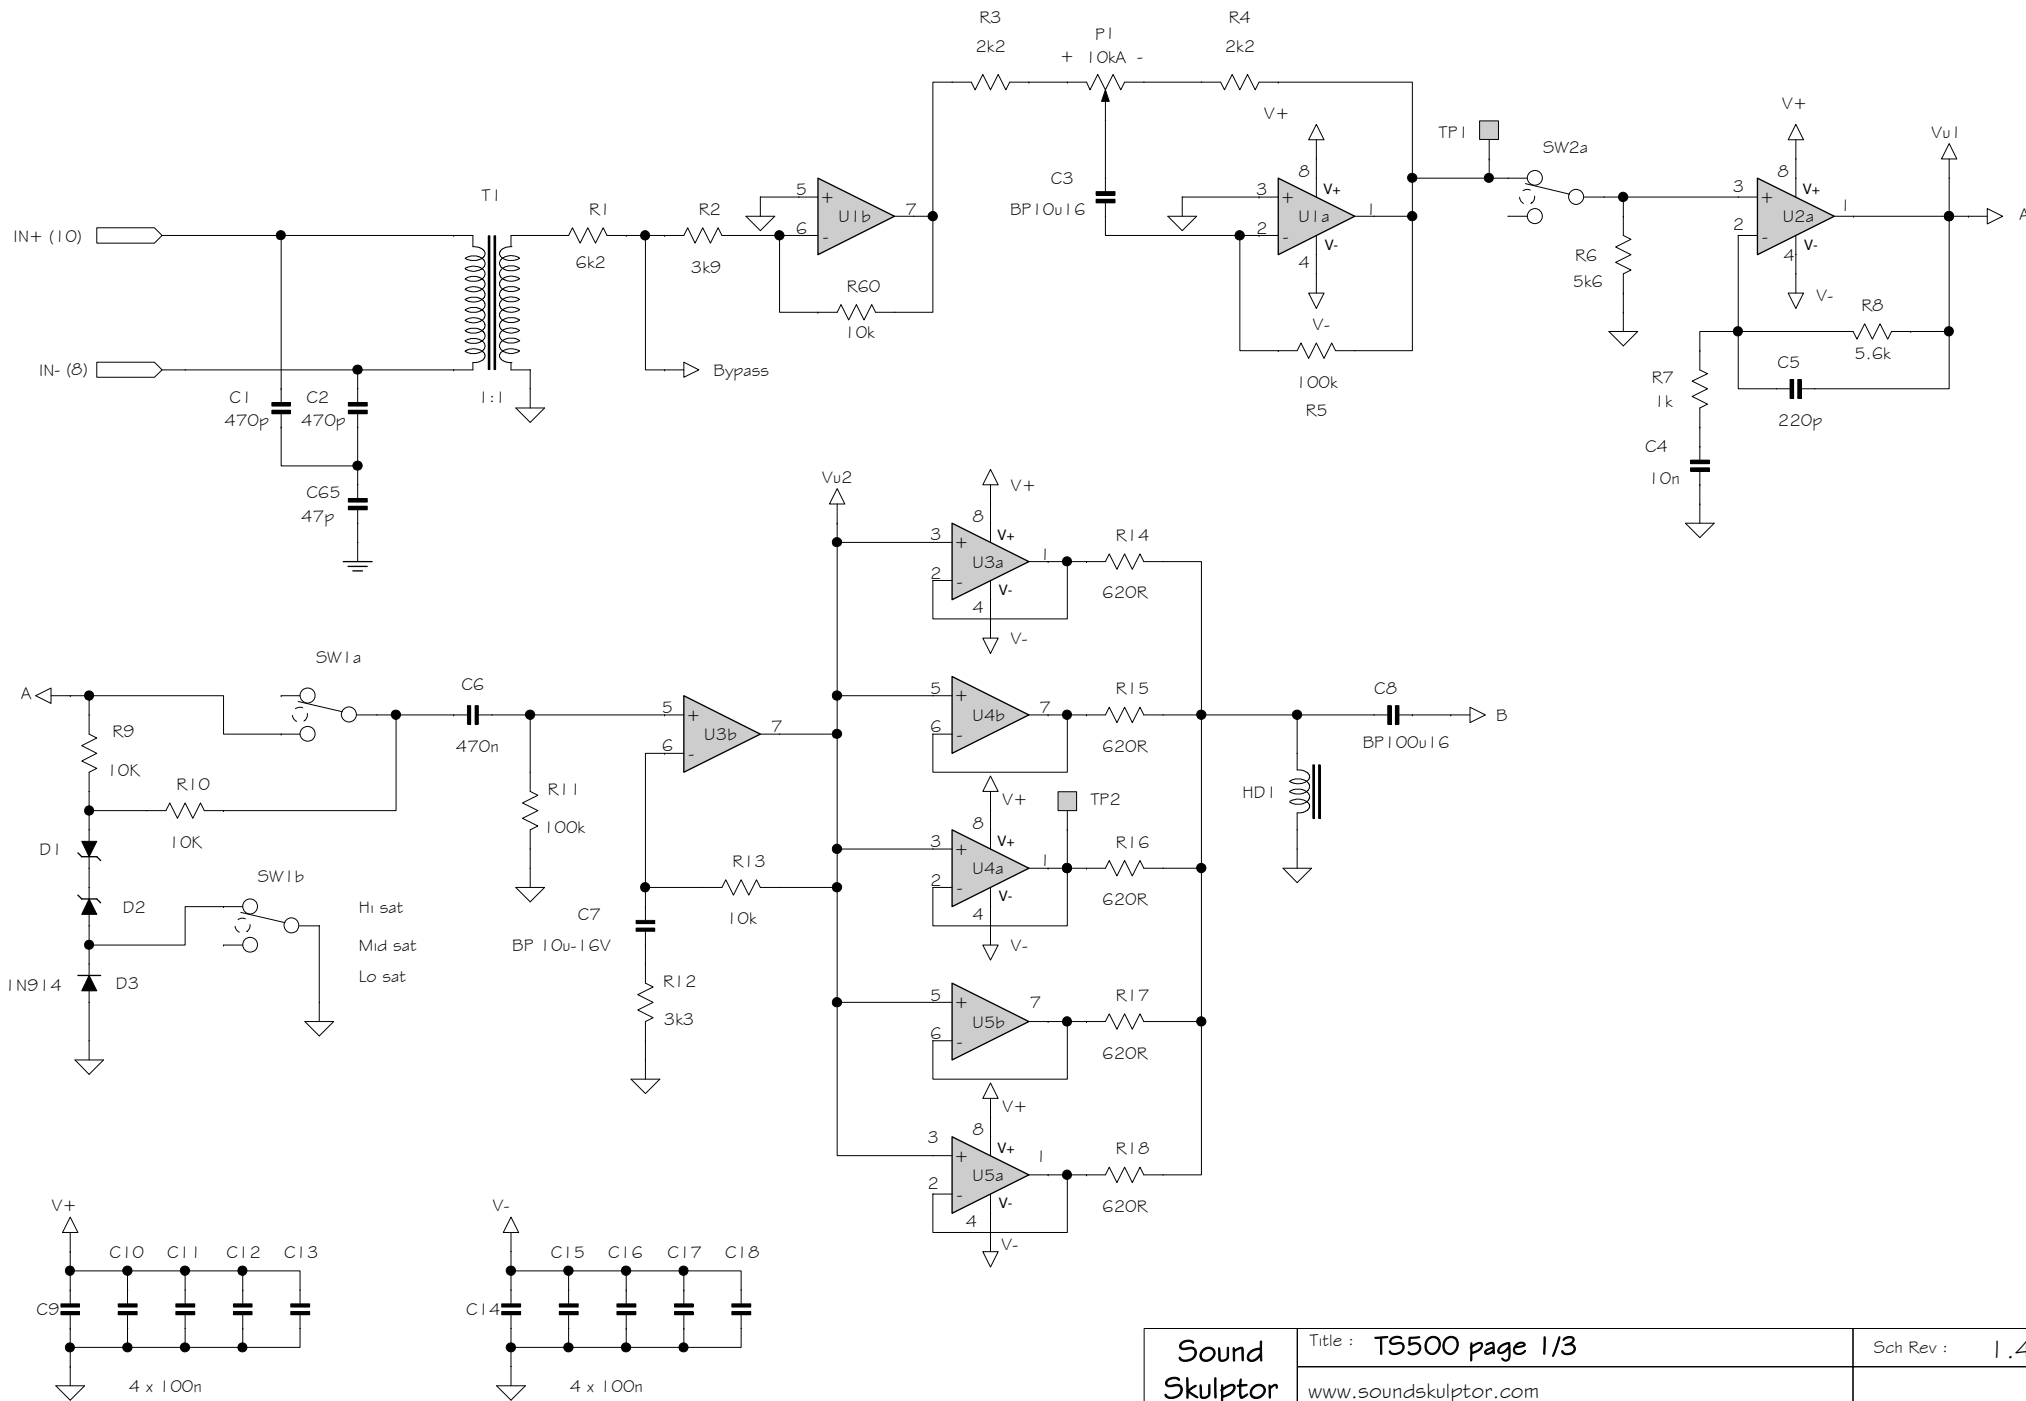 R3
2k2
P1
+ 10kA -
R4
2k2
V+
TP1
SW2a
V+
Vu1
T1
R1
6k2
R2
3k9
5
+
U1b
7
6
-
R60
10k
C3
BP10u16
8
V+
3
+
U1a
1
2
-
V-
4
V-
100k
R5
R6
5k6
8
V+
3
+
U2a
1
2
-
V-
4
V-
A
R8
5.6k
C5
220p
R7
1k
C4
10n
IN+ (10)
IN- (8)
1:1
Bypass
C1
470p
C2
470p
C65
47p
Vu2
V+
8
V+
3
+
U3a
1
2
-
V-
4
V-
R14
620R
A
SW1a
R9
10K
R10
10K
C6
470n
R11
100k
5
+
U3b
7
6
-
5
+
U4b
7
6
-
R15
620R
C8
BP100u16
B
HD1
V+
TP2
8
V+
3
+
U4a
1
2
-
V-
4
V-
R16
620R
D1
D2
SW1b
Hi sat
Mid sat
Lo sat
1N914
D3
R13
10k
C7
BP 10u-16V
R12
3k3
5
+
U5b
7
6
-
R17
620R
V+
8
V+
3
+
U5a
1
2
-
V-
4
V-
R18
620R
V+
C10
C11
C12
C13
C9
4 x 100n
V-
C15
C16
C17
C18
C14
4 x 100n
Sound
Skulptor
Title : TS500 page 1/3
Sch Rev : 1.4
www.soundskulptor.com